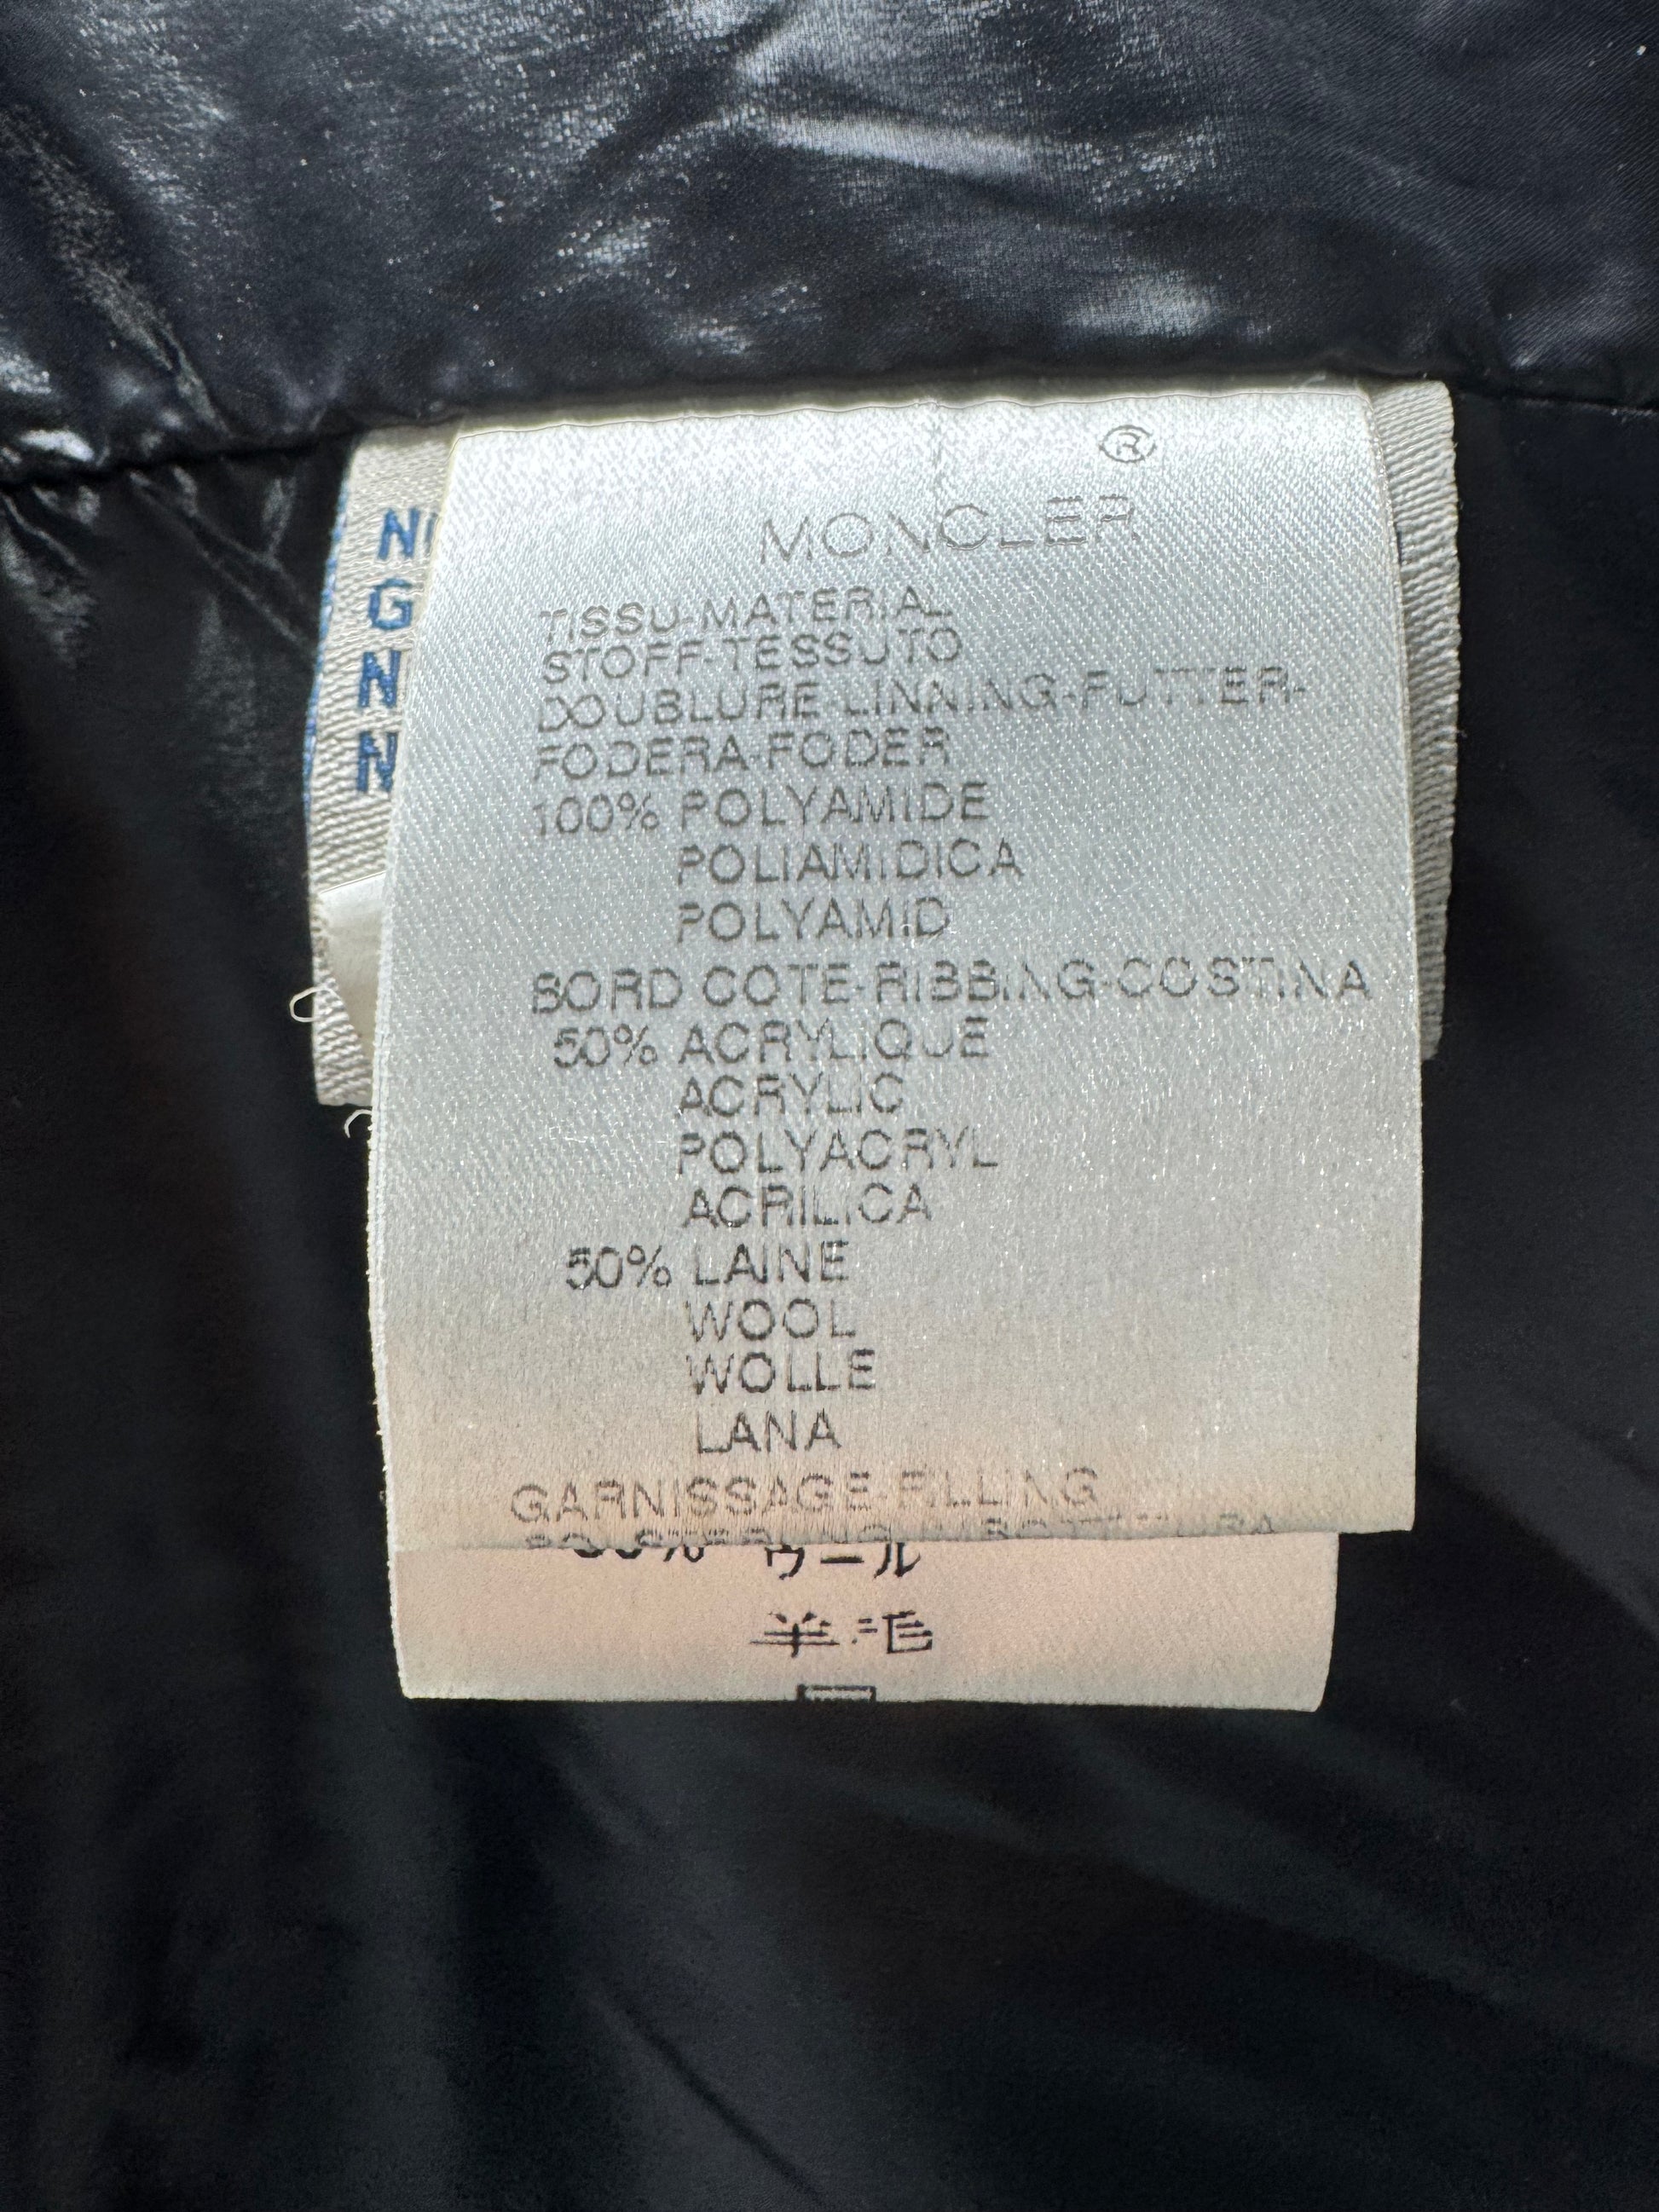 ®
MONCLER
TISSU-MATERIAL
STOFF-TESSUTO
DOUBLURE-LINNING-FUTTER-
FODERA-FODER
100% POLYAMIDE
POLIAMIDICA
POLYAMID
BORD COTE-RIBBING-COSTINA
50% ACRYLIQUE
ACRYLIC
POLYACRYL
ACRILICA
50% LAINE
WOOL
WOLLE
LANA
GARNISSAGE-FILLING
ウール
羊毛
N
G
N
N